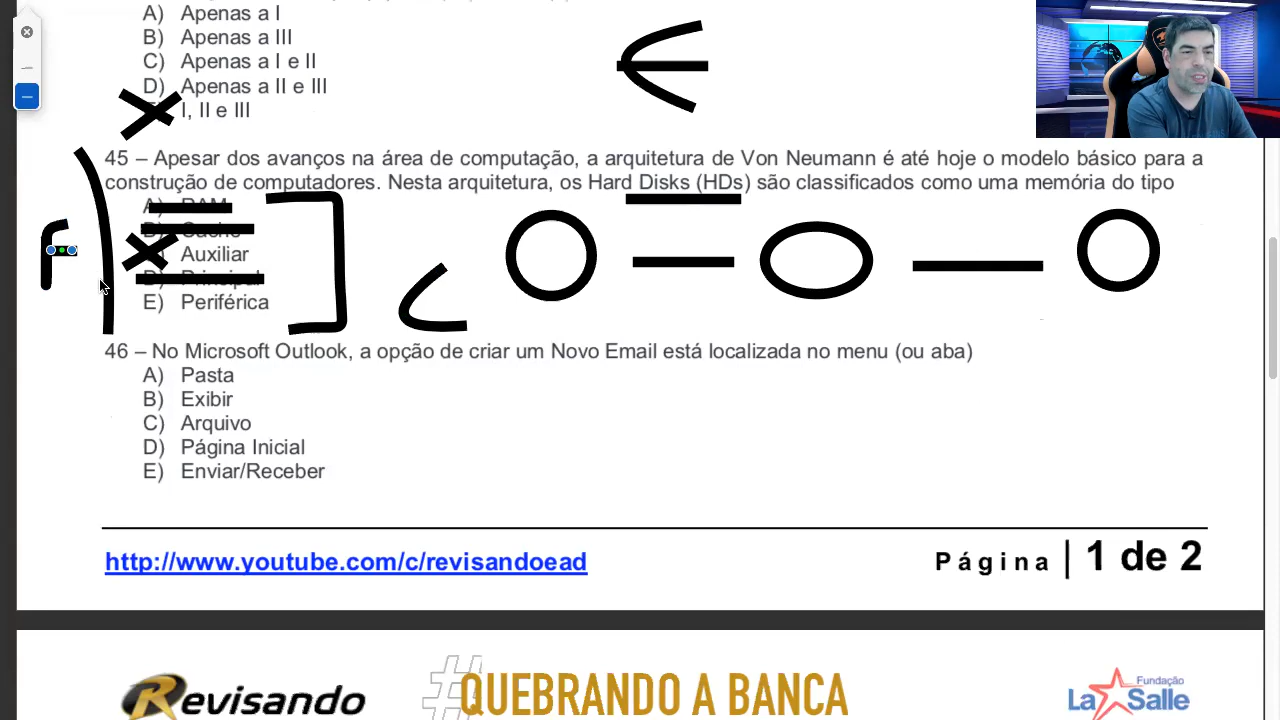 A) Apenas a I
B) Apenas a III
C) Apenas a I e II
D) Apenas a II e III
I, II e III
45 – Apesar dos avanços na área de computação, a arquitetura de Von Neumann é até hoje o modelo básico para a
construção de computadores. Nesta arquitetura, os Hard Disks (HDs) são classificados como uma memória do tipo
A) RAM
B) Cache
Auxiliar
D) Principal
E) Periférica
46 – No Microsoft Outlook, a opção de criar um Novo Email está localizada no menu (ou aba)
A) Pasta
B) Exibir
C) Arquivo
D) Página Inicial
E) Enviar/Receber
http://www.youtube.com/c/revisandoead Página | 1 de 2
Revisando
#QUEBRANDO A BANCA
Fundação
La Salle